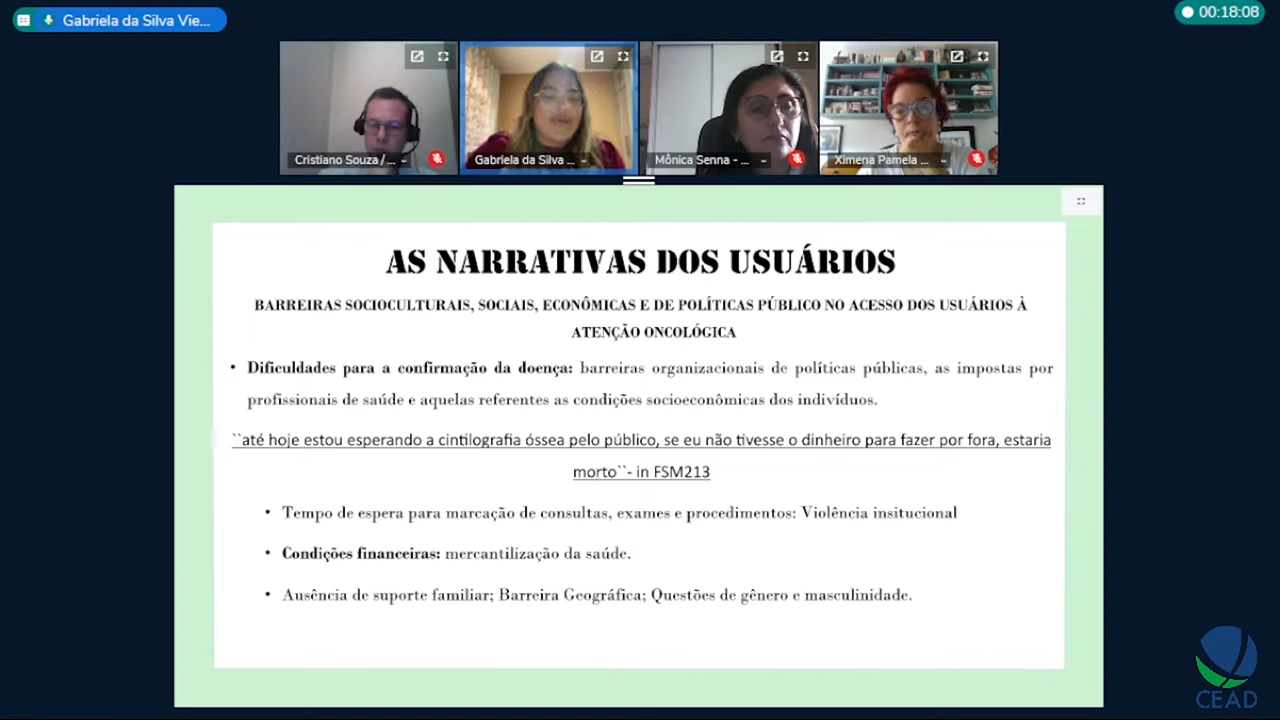 Gabriela da Silva Vie...
00:18:08
Cristiano Souza / ...
Gabriela da Silva ...
Mônica Senna - ...
Ximena Pamela ...
AS NARRATIVAS DOS USUÁRIOS
BARREIRAS SOCIOCULTURAIS, SOCIAIS, ECONÔMICAS E DE POLÍTICAS PÚBLICO NO ACESSO DOS USUÁRIOS À
ATENÇÃO ONCOLÓGICA
• Dificuldades para a confirmação da doença: barreiras organizacionais de políticas públicas, as impostas por
profissionais de saúde e aquelas referentes as condições socioeconômicas dos indivíduos.
``até hoje estou esperando a cintilografia óssea pelo público, se eu não tivesse o dinheiro para fazer por fora, estaria
morto``- in FSM213
• Tempo de espera para marcação de consultas, exames e procedimentos: Violência insitucional
• Condições financeiras: mercantilização da saúde.
• Ausência de suporte familiar; Barreira Geográfica; Questões de gênero e masculinidade.
CEAD